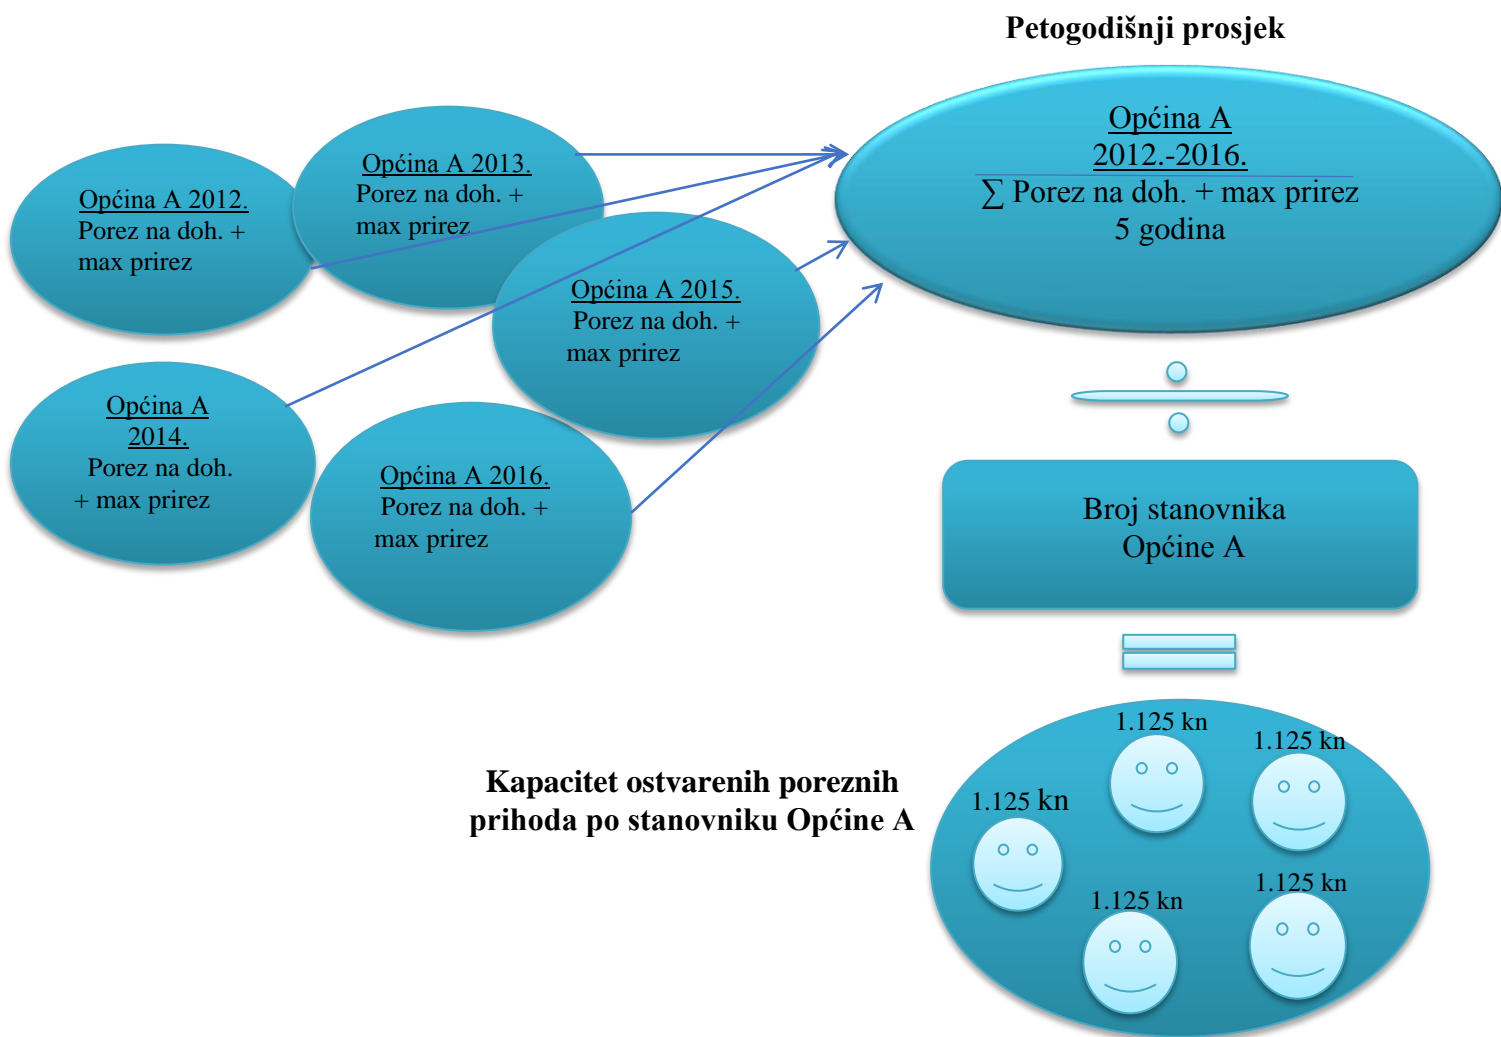 Petogodišnji prosjek
Općina A 2012.
Porez na doh. +
max prirez
Općina A 2013.
Porez na doh. +
max prirez
Općina A
2014.
Porez na doh.
+ max prirez
Općina A 2015.
Porez na doh. +
max prirez
Općina A 2016.
Porez na doh. +
max prirez
Općina A
2012.-2016.
∑ Porez na doh. + max prirez
5 godina
Broj stanovnika
Općine A
Kapacitet ostvarenih poreznih
prihoda po stanovniku Općine A
1.125 kn
1.125 kn
1.125 kn
1.125 kn
1.125 kn